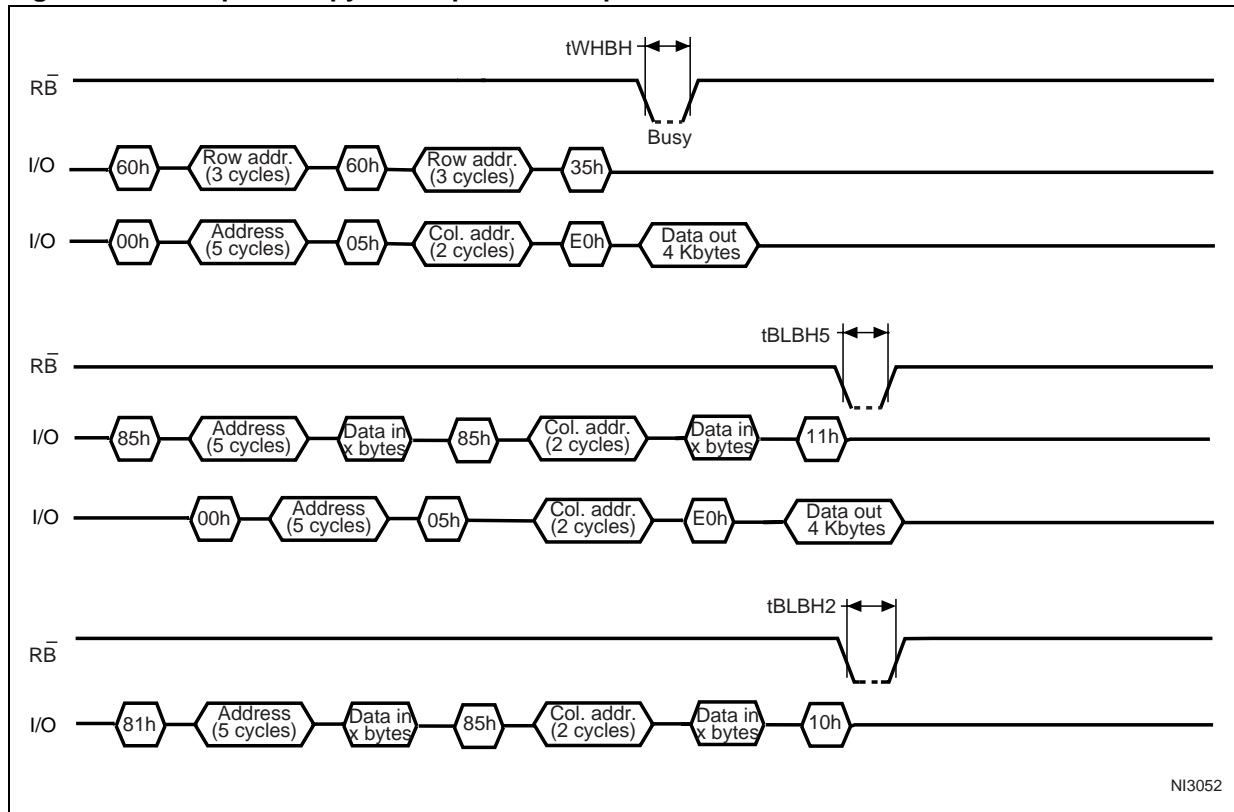 tWHBH
RB̅
Busy
I/O
60h
Row addr.
(3 cycles)
60h
Row addr.
(3 cycles)
35h
I/O
00h
Address
(5 cycles)
05h
Col. addr.
(2 cycles)
E0h
Data out
4 Kbytes
tBLBH5
RB̅
I/O
85h
Address
(5 cycles)
Data in
x bytes
85h
Col. addr.
(2 cycles)
Data in
x bytes
11h
I/O
00h
Address
(5 cycles)
05h
Col. addr.
(2 cycles)
E0h
Data out
4 Kbytes
tBLBH2
RB̅
I/O
81h
Address
(5 cycles)
Data in
x bytes
85h
Col. addr.
(2 cycles)
Data in
x bytes
10h
NI3052